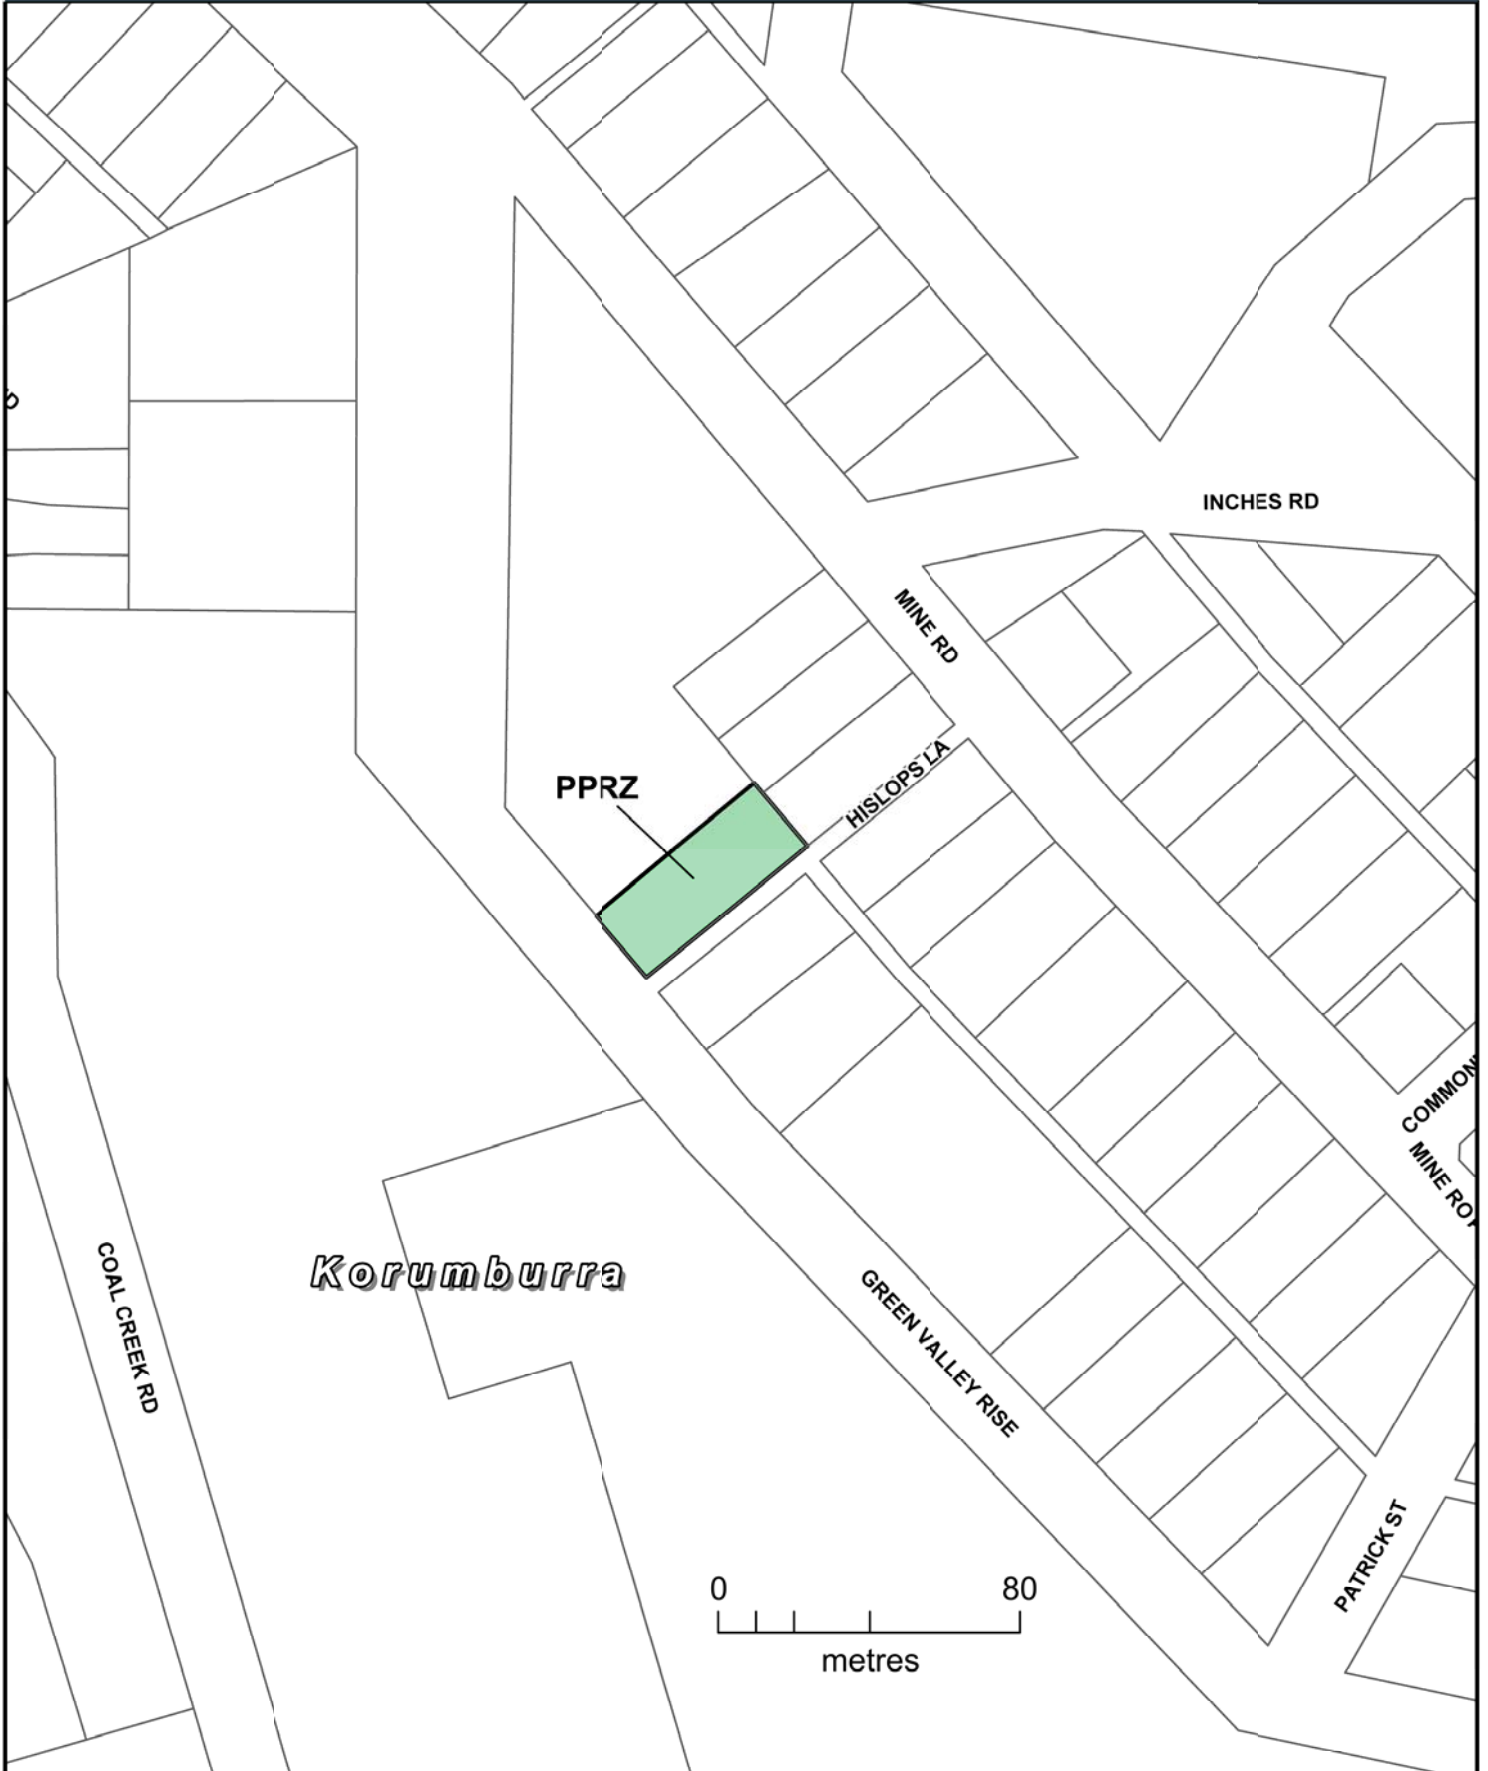 INCHES RD
MINE RD
HISLOPS LA
PPRZ
COMMON
MINE RO
Korumburra
COAL CREEK RD
GREEN VALLEY RISE
PATRICK ST
0 80
metres